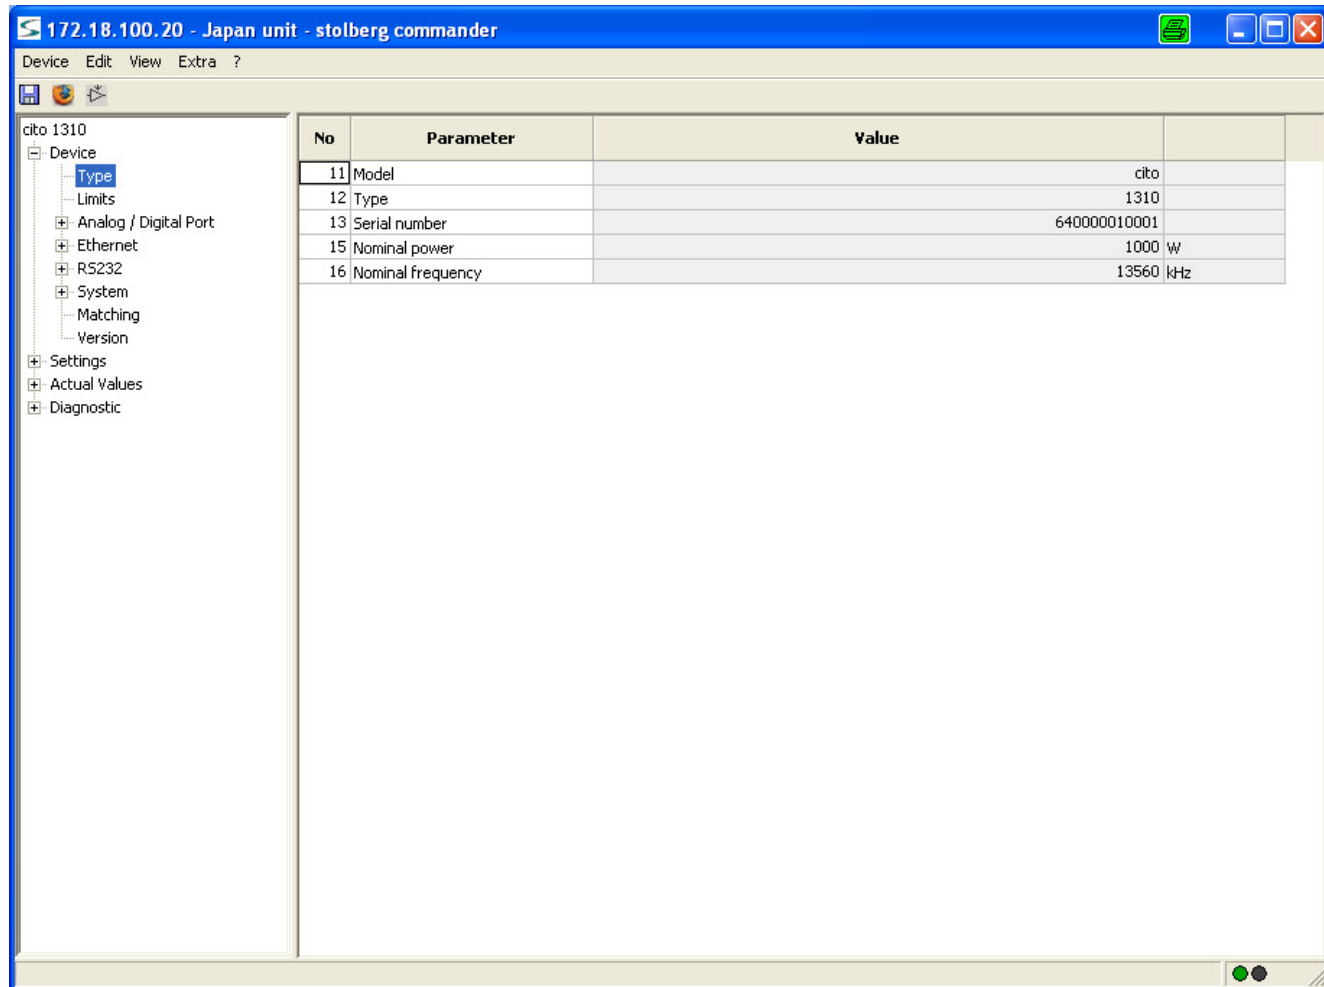 172.18.100.20 - Japan unit - stolberg commander
Device Edit View Extra ?
cito 1310
Device
Type
Limits
Analog / Digital Port
Ethernet
RS232
System
Matching
Version
Settings
Actual Values
Diagnostic
No Parameter Value
11 Model cito
12 Type 1310
13 Serial number 640000010001
15 Nominal power 1000 W
16 Nominal frequency 13560 kHz